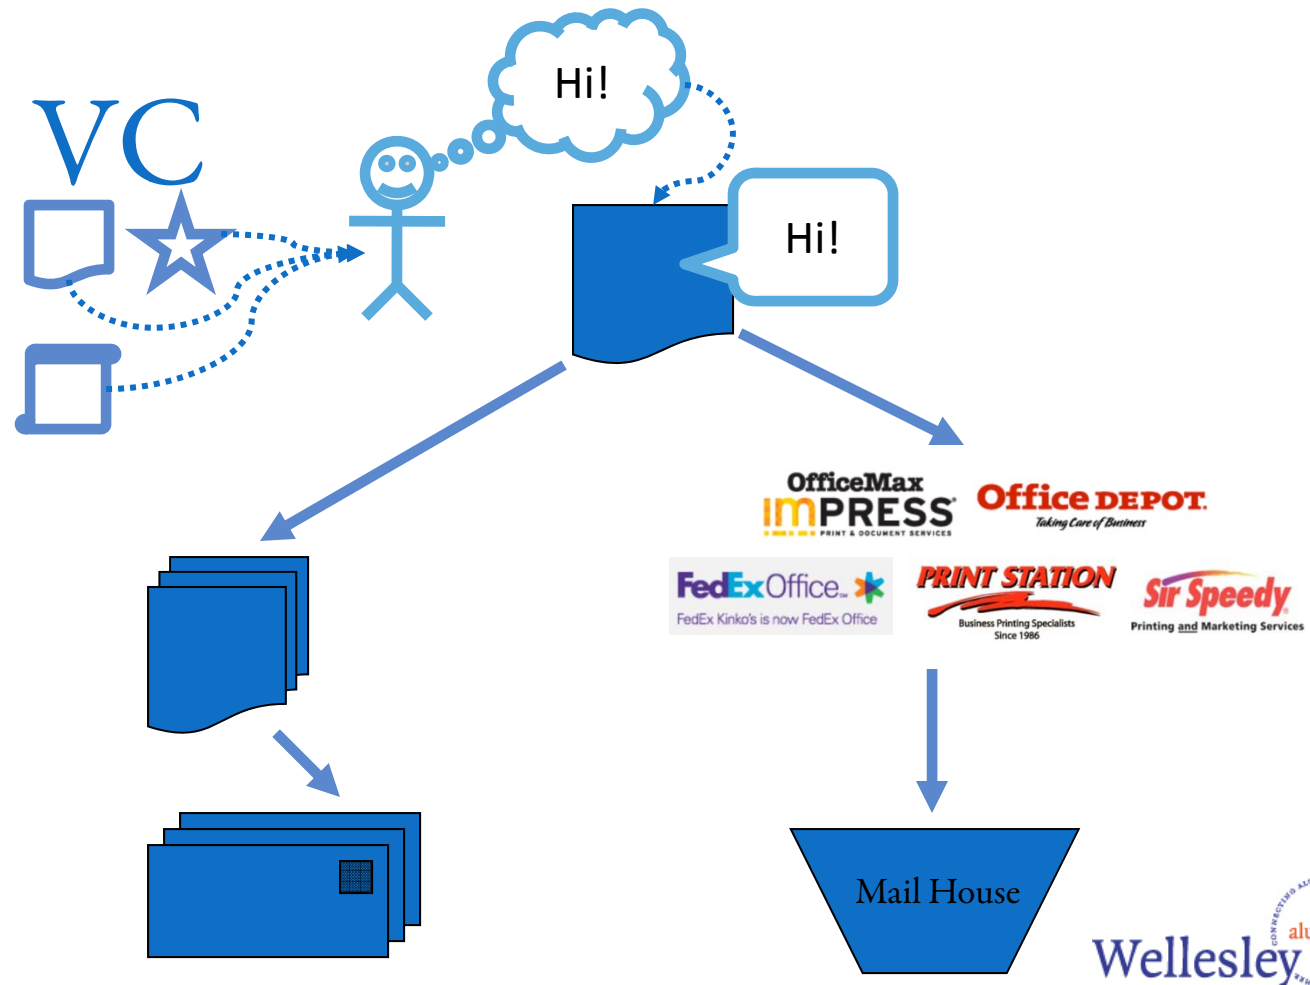 Hi!
VC
Hi!
OfficeMax
imPRESS
PRINT & DOCUMENT SERVICES
Office DEPOT.
Taking Care of Business
FedEx Office
FedEx Kinko's is now FedEx Office
PRINT STATION
Business Printing Specialists
Since 1986
Sir Speedy
Printing and Marketing Services
Mail House
CONNECTING
Wellesley